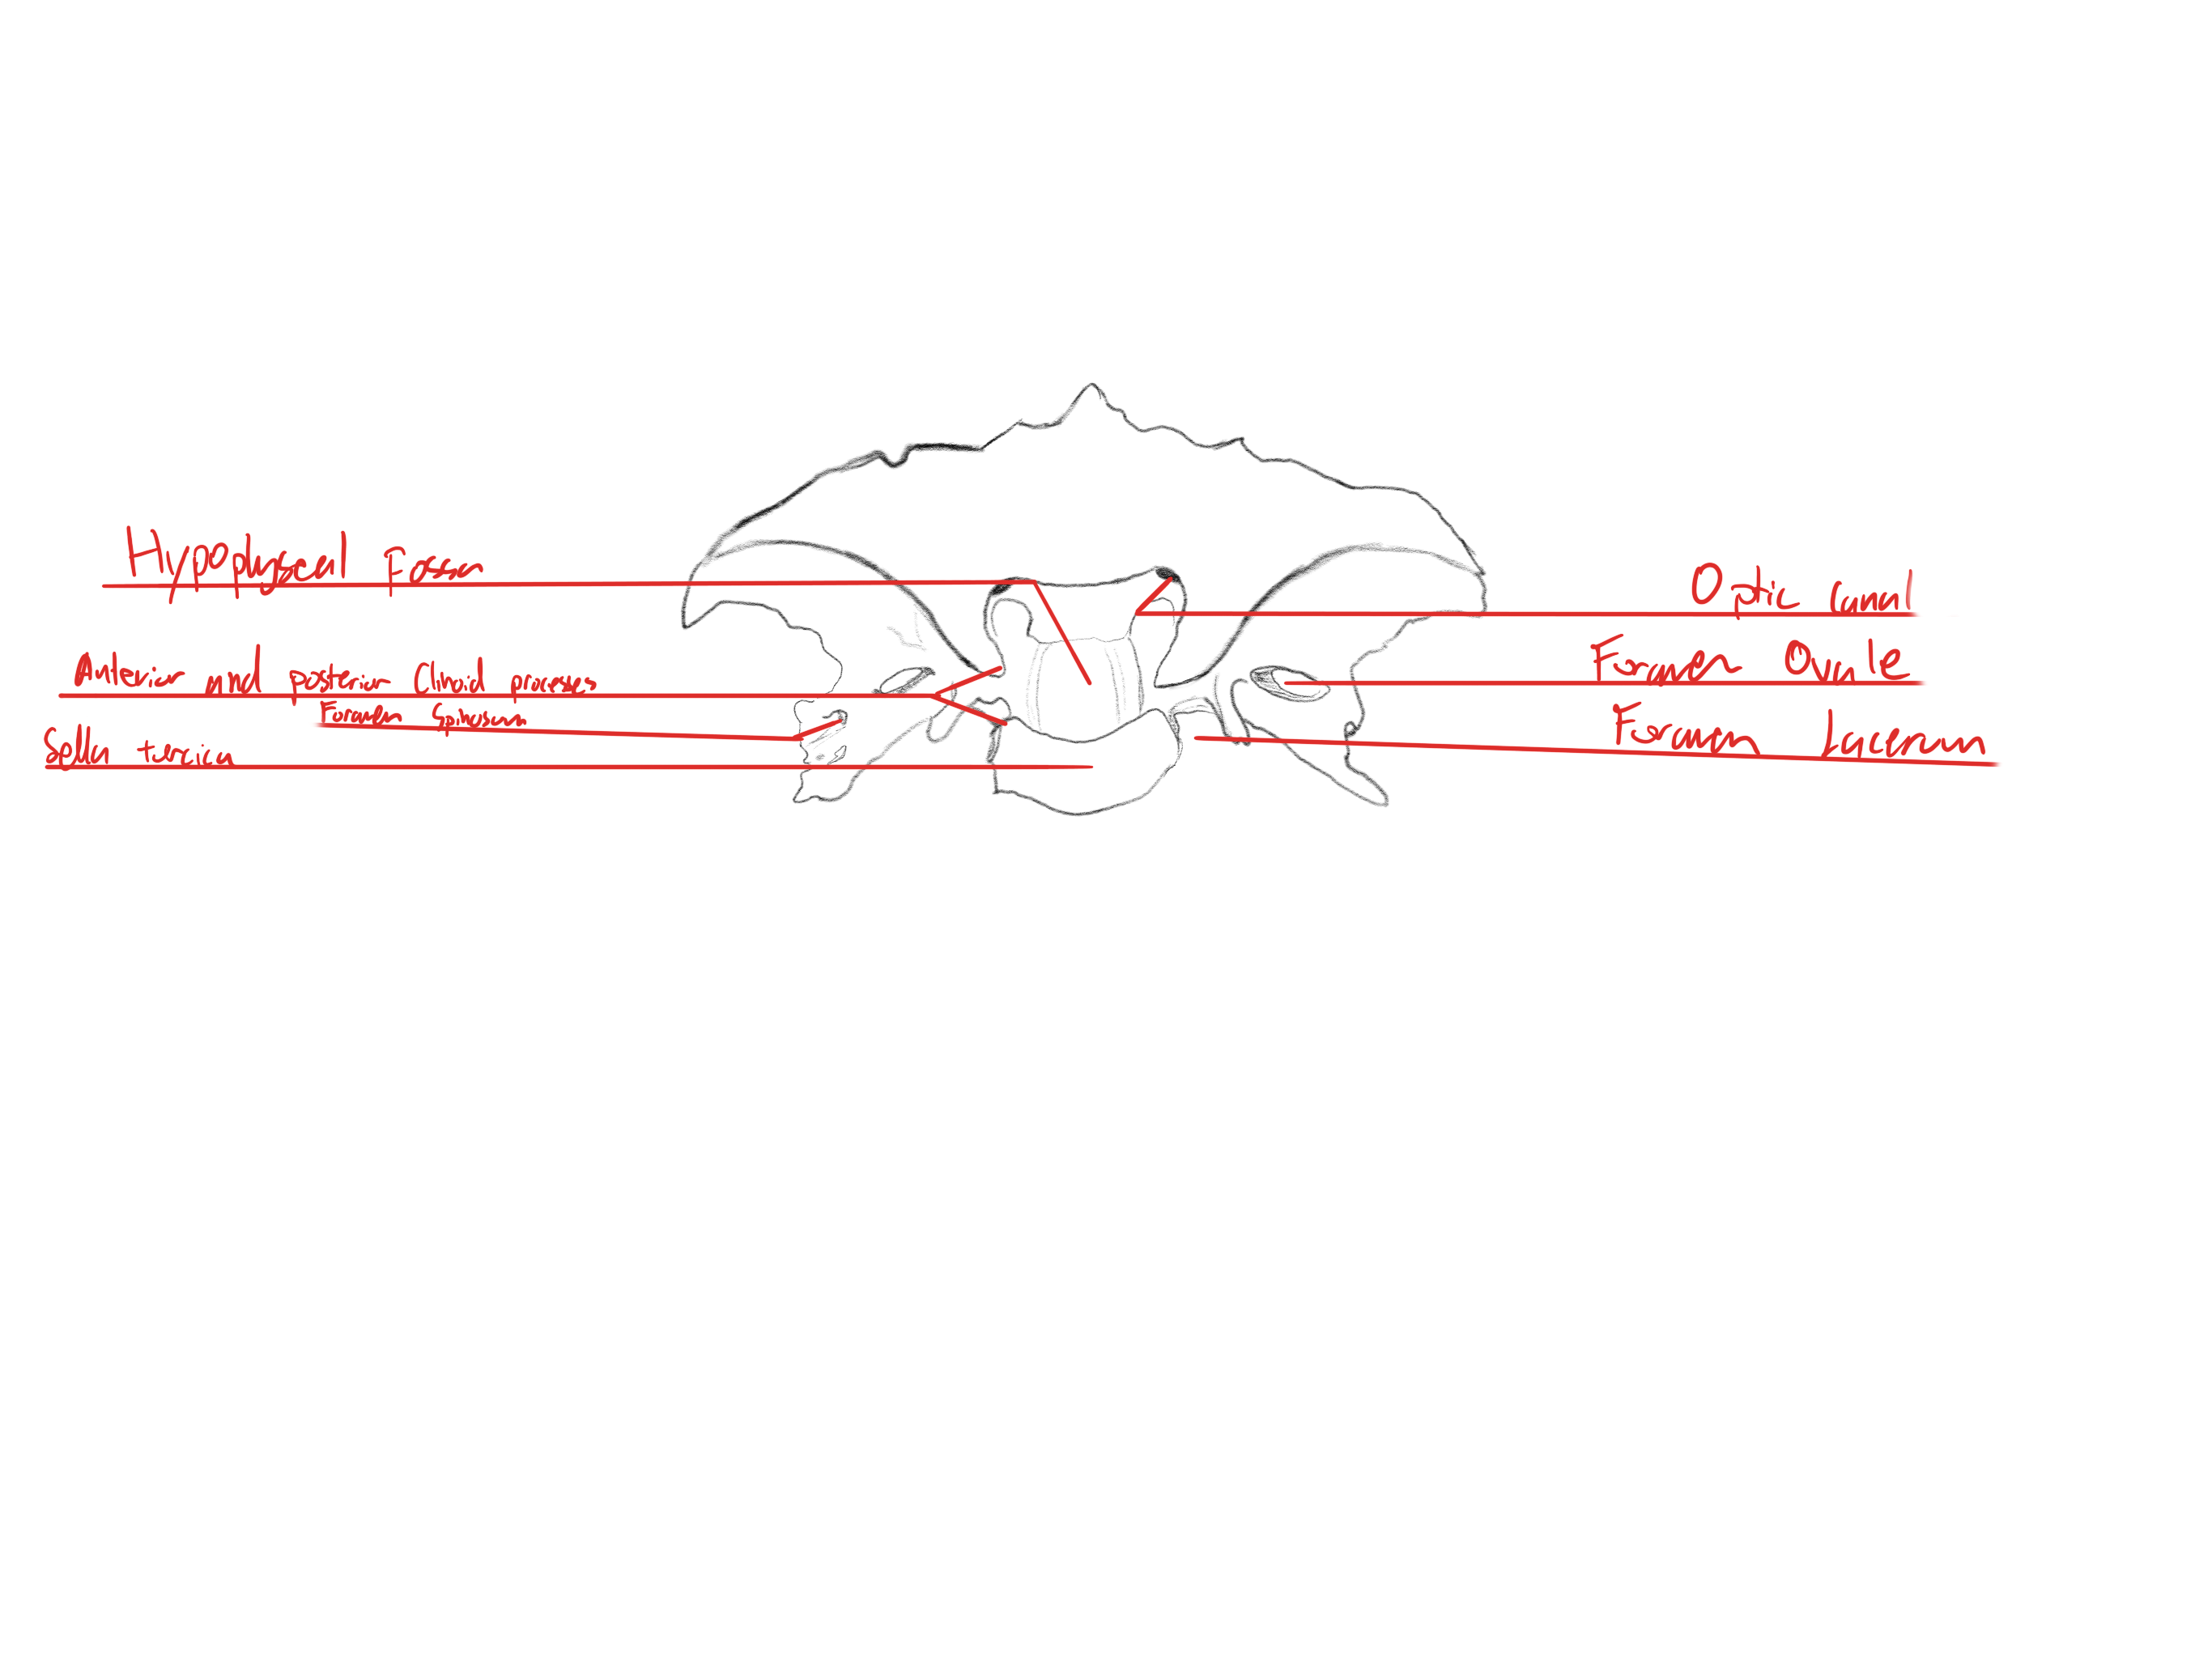 Hypophyseal Fossa
Anterior and posterior Clinoid processes
Foramen Spinosum
Sella turcica
Optic Canal
Foramen Ovale
Foramen Lacerum